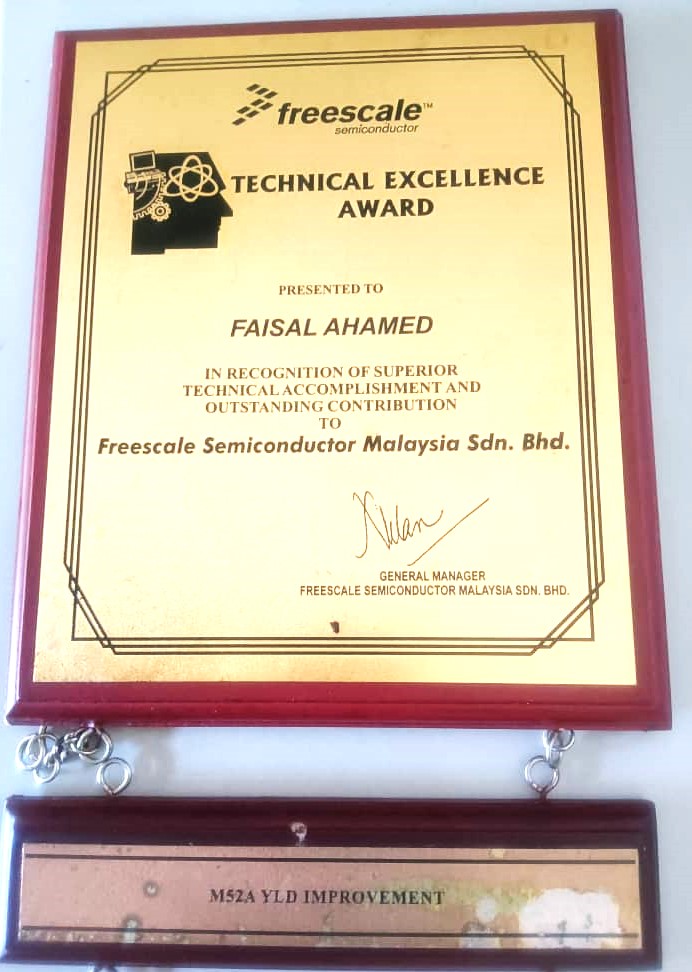 freescale™
semiconductor
TECHNICAL EXCELLENCE
AWARD
PRESENTED TO
FAISAL AHAMED
IN RECOGNITION OF SUPERIOR
TECHNICAL ACCOMPLISHMENT AND
OUTSTANDING CONTRIBUTION
TO
Freescale Semiconductor Malaysia Sdn. Bhd.
GENERAL MANAGER
FREESCALE SEMICONDUCTOR MALAYSIA SDN. BHD.
M52A YLD IMPROVEMENT